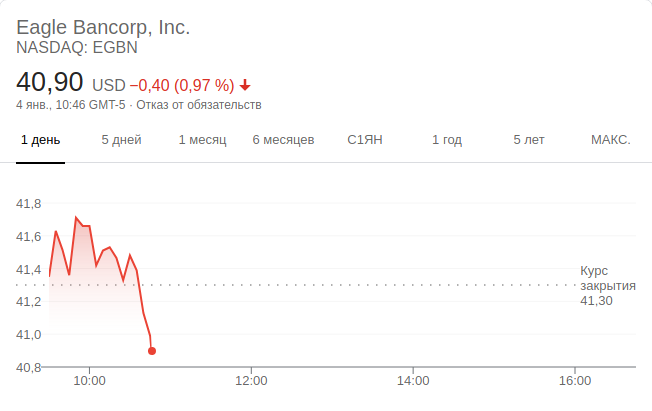 Eagle Bancorp, Inc.
NASDAQ: EGBN
40,90 USD −0,40 (0,97 %)
4 янв., 10:46 GMT-5 · Отказ от обязательств
1 день 5 дней 1 месяц 6 месяцев С1ЯН 1 год 5 лет МАКС.
41,8
41,6
41,4
41,2
41,0
40,8
Курс
закрытия
41,30
10:00 12:00 14:00 16:00